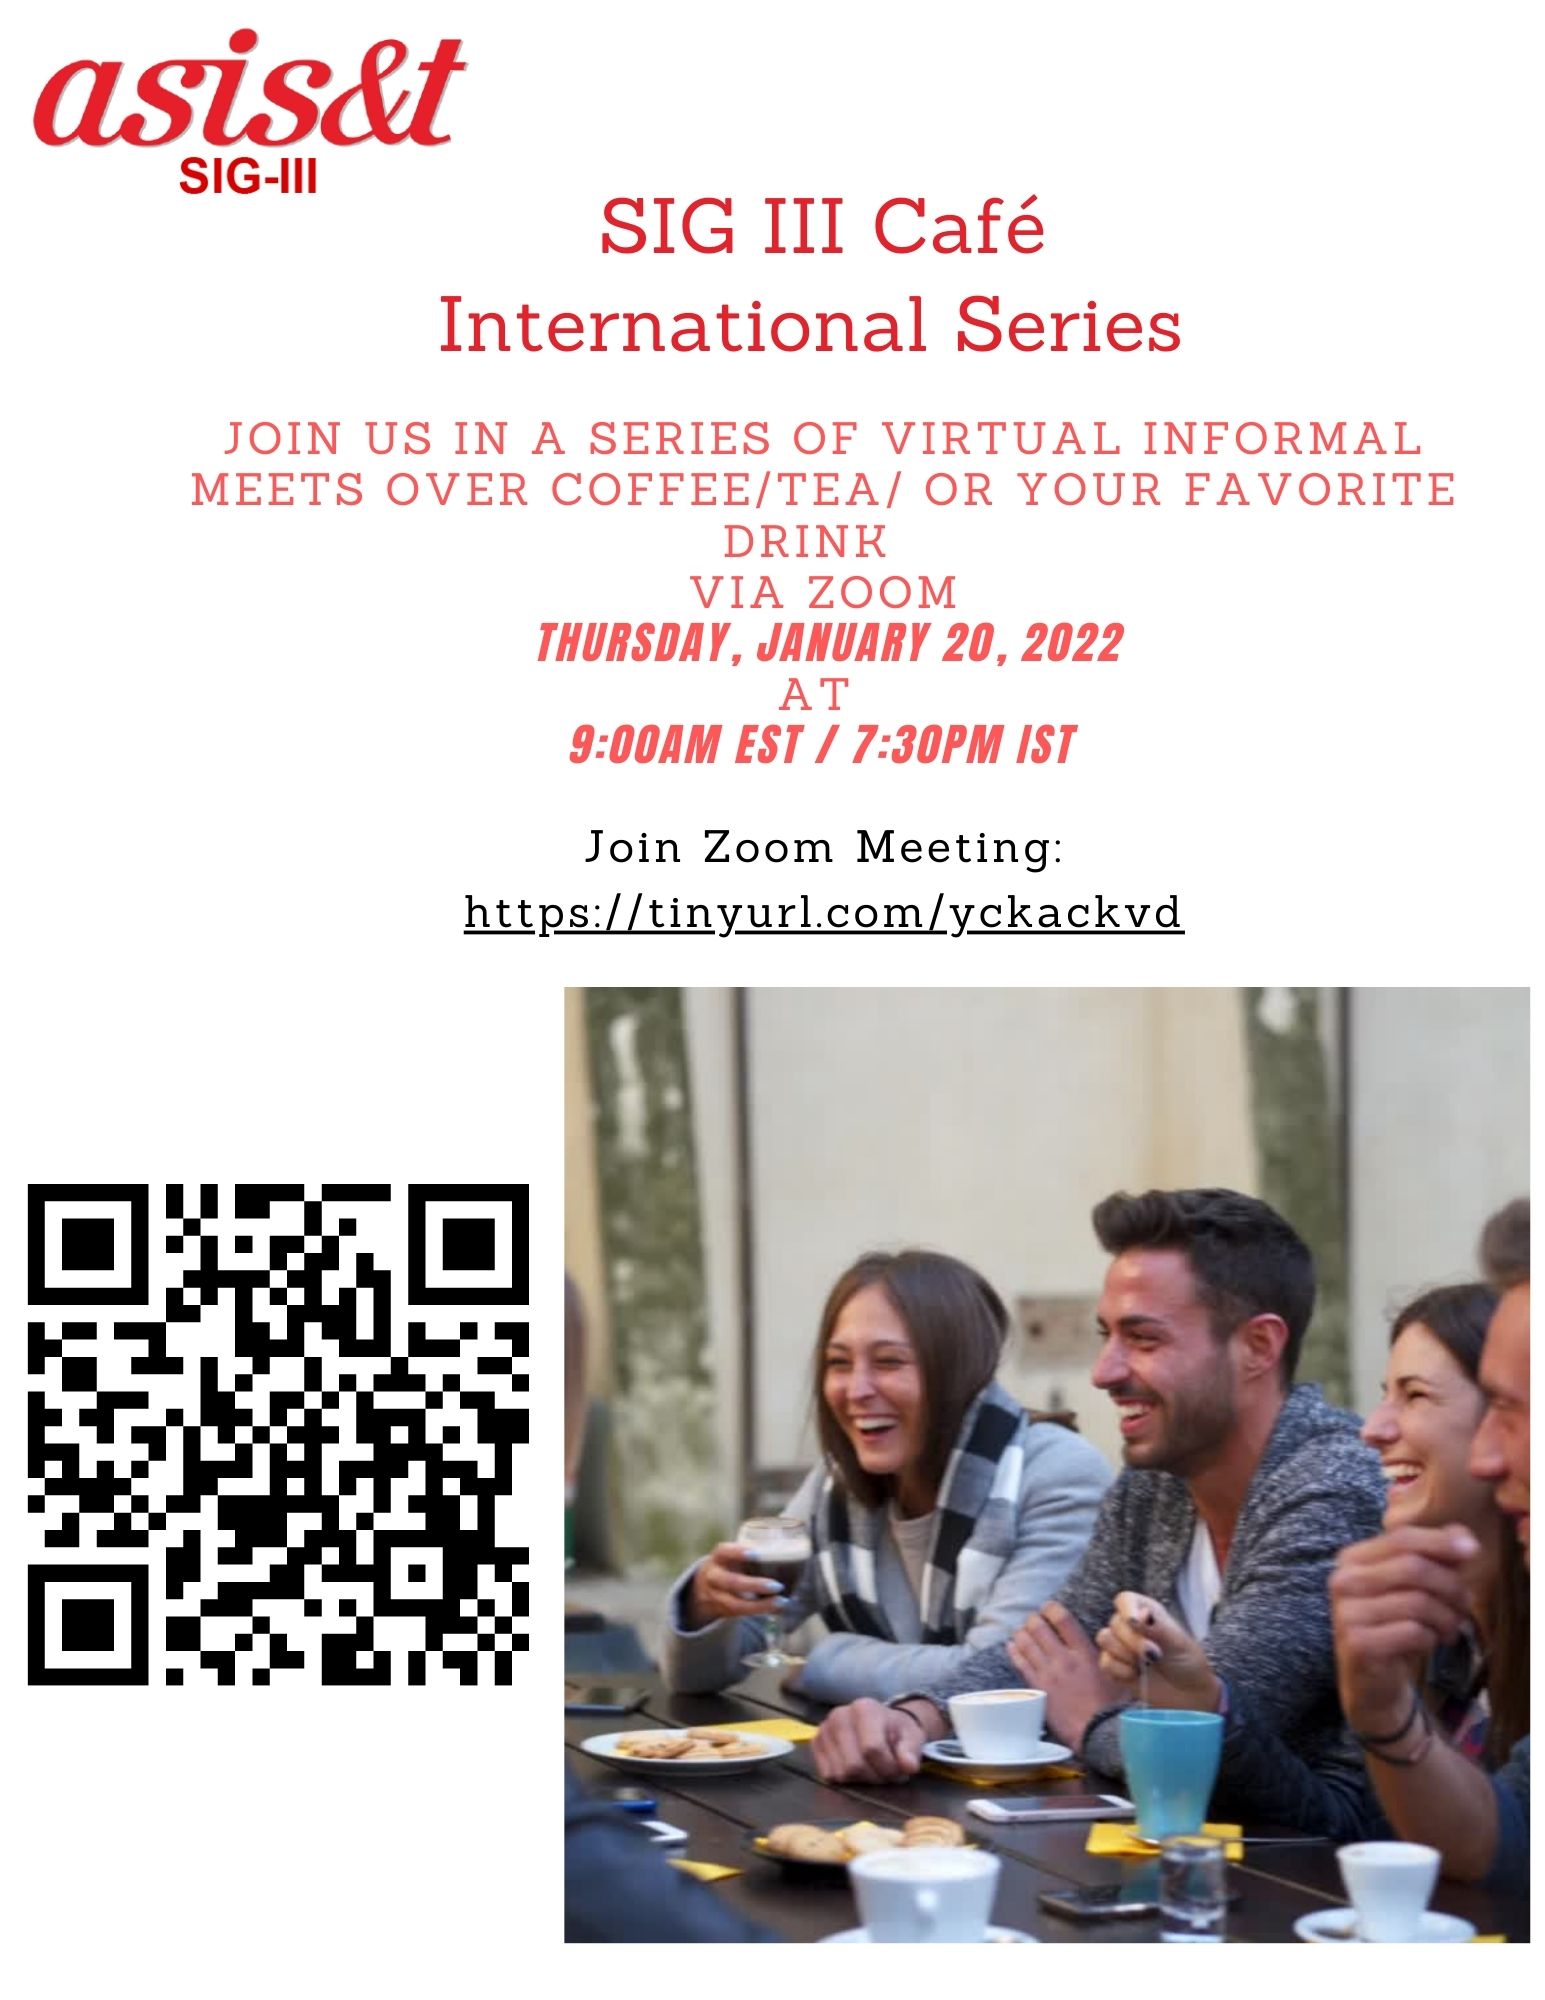 asis&t
SIG-III
SIG III Café
International Series
JOIN US IN A SERIES OF VIRTUAL INFORMAL
MEETS OVER COFFEE/TEA/ OR YOUR FAVORITE
DRINK
VIA ZOOM
THURSDAY, JANUARY 20, 2022
AT
9:00AM EST / 7:30PM IST
Join Zoom Meeting:
https://tinyurl.com/yckackvd